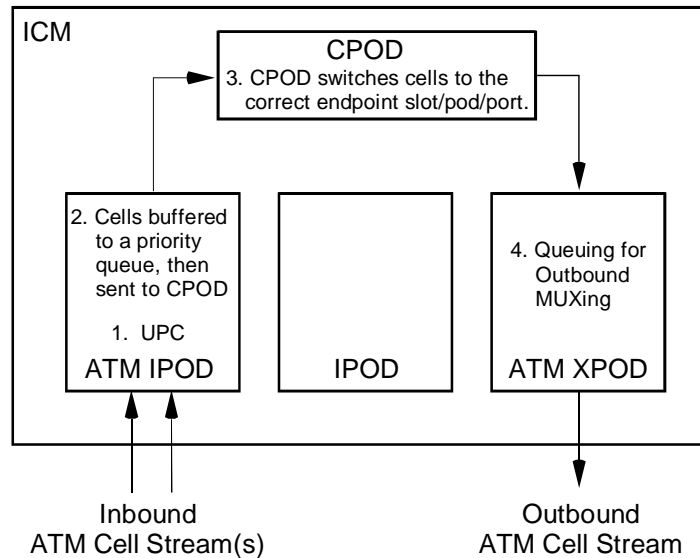 ICM
CPOD
3. CPOD switches cells to the
correct endpoint slot/pod/port.
2. Cells buffered
to a priority
queue, then
sent to CPOD
1. UPC
ATM IPOD
IPOD
4. Queuing for
Outbound
MUXing
ATM XPOD
Inbound
ATM Cell Stream(s)
Outbound
ATM Cell Stream